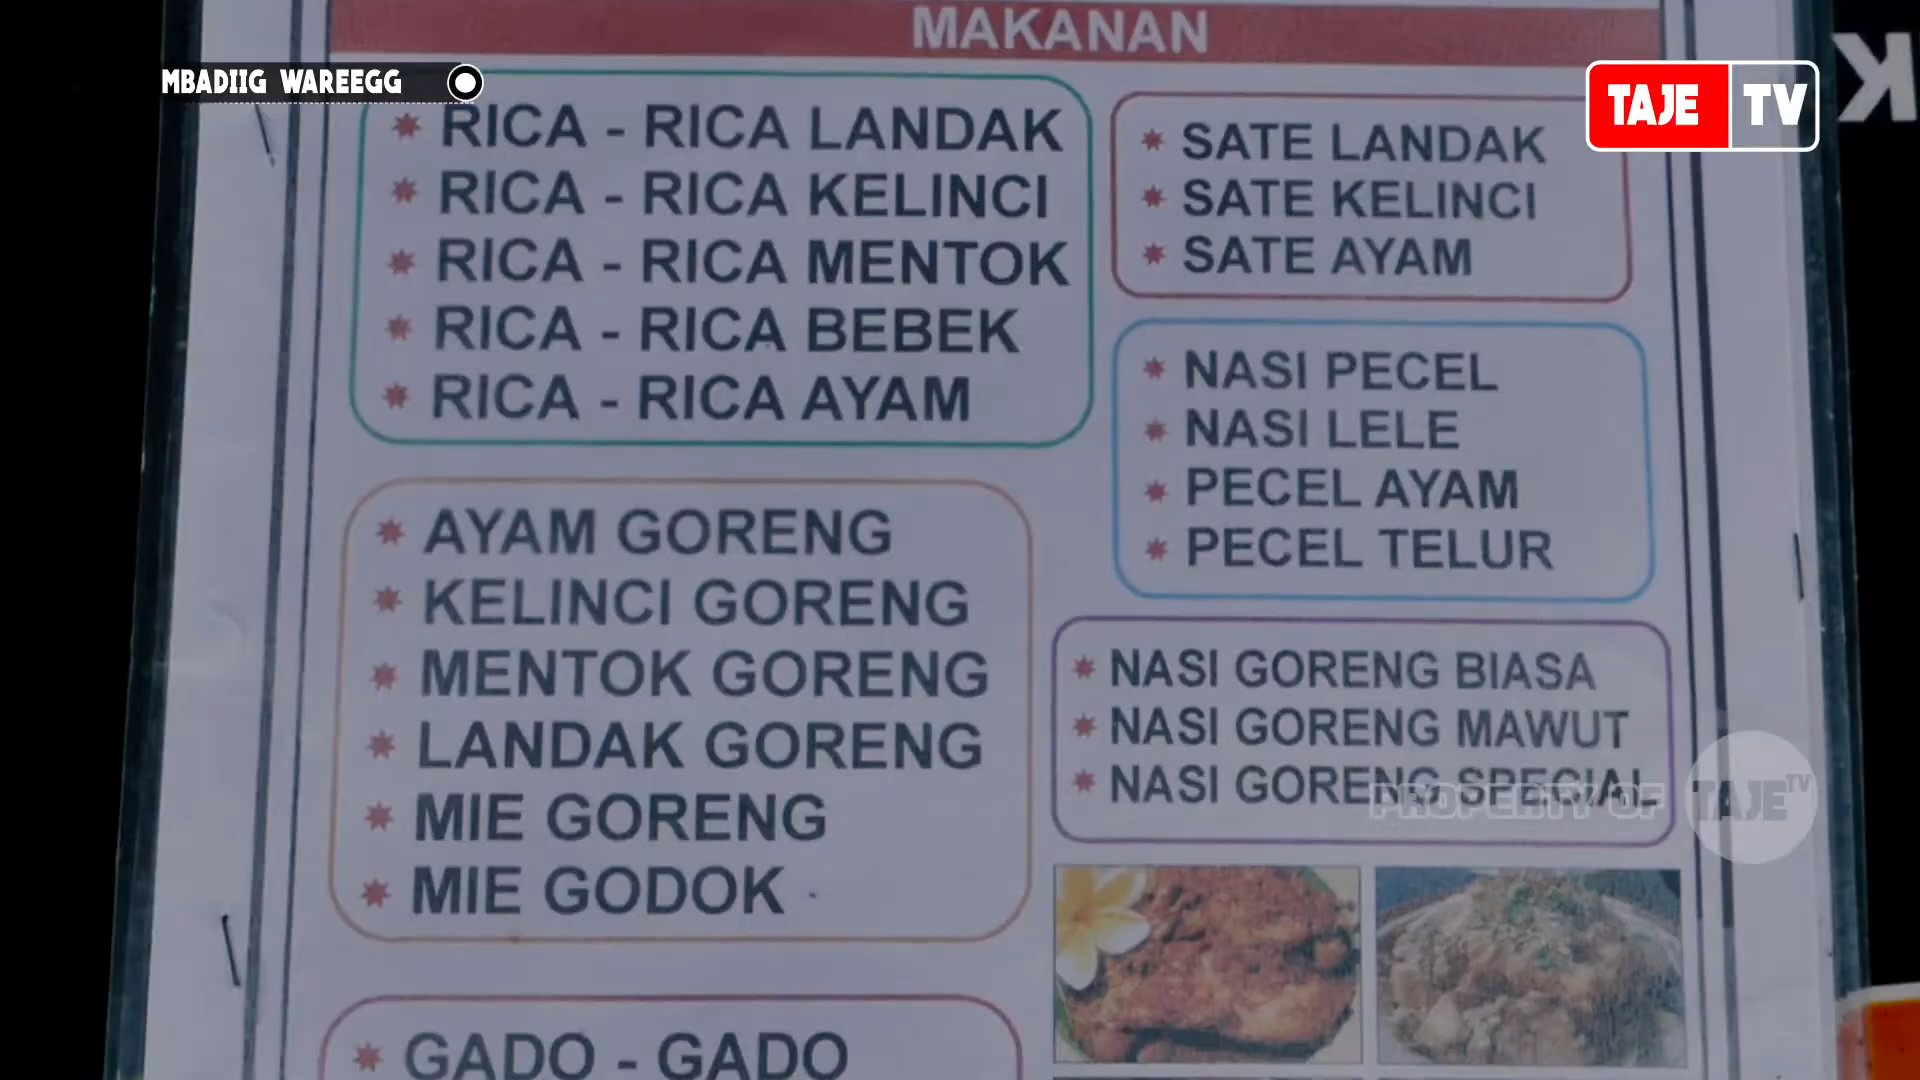 MAKANAN
MBADIIG WAREEGG
TAJE TV
K
RICA - RICA LANDAK
RICA - RICA KELINCI
RICA - RICA MENTOK
RICA - RICA BEBEK
RICA - RICA AYAM
SATE LANDAK
SATE KELINCI
SATE AYAM
NASI PECEL
NASI LELE
PECEL AYAM
PECEL TELUR
AYAM GORENG
KELINCI GORENG
MENTOK GORENG
LANDAK GORENG
MIE GORENG
MIE GODOK
NASI GORENG BIASA
NASI GORENG MAWUT
NASI GORENG SPECIAL
PROPERTY OF TAJE TV
GADO - GADO